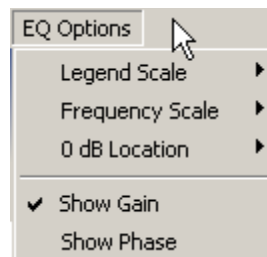 EQ Options
Legend Scale
Frequency Scale
0 dB Location
Show Gain
Show Phase